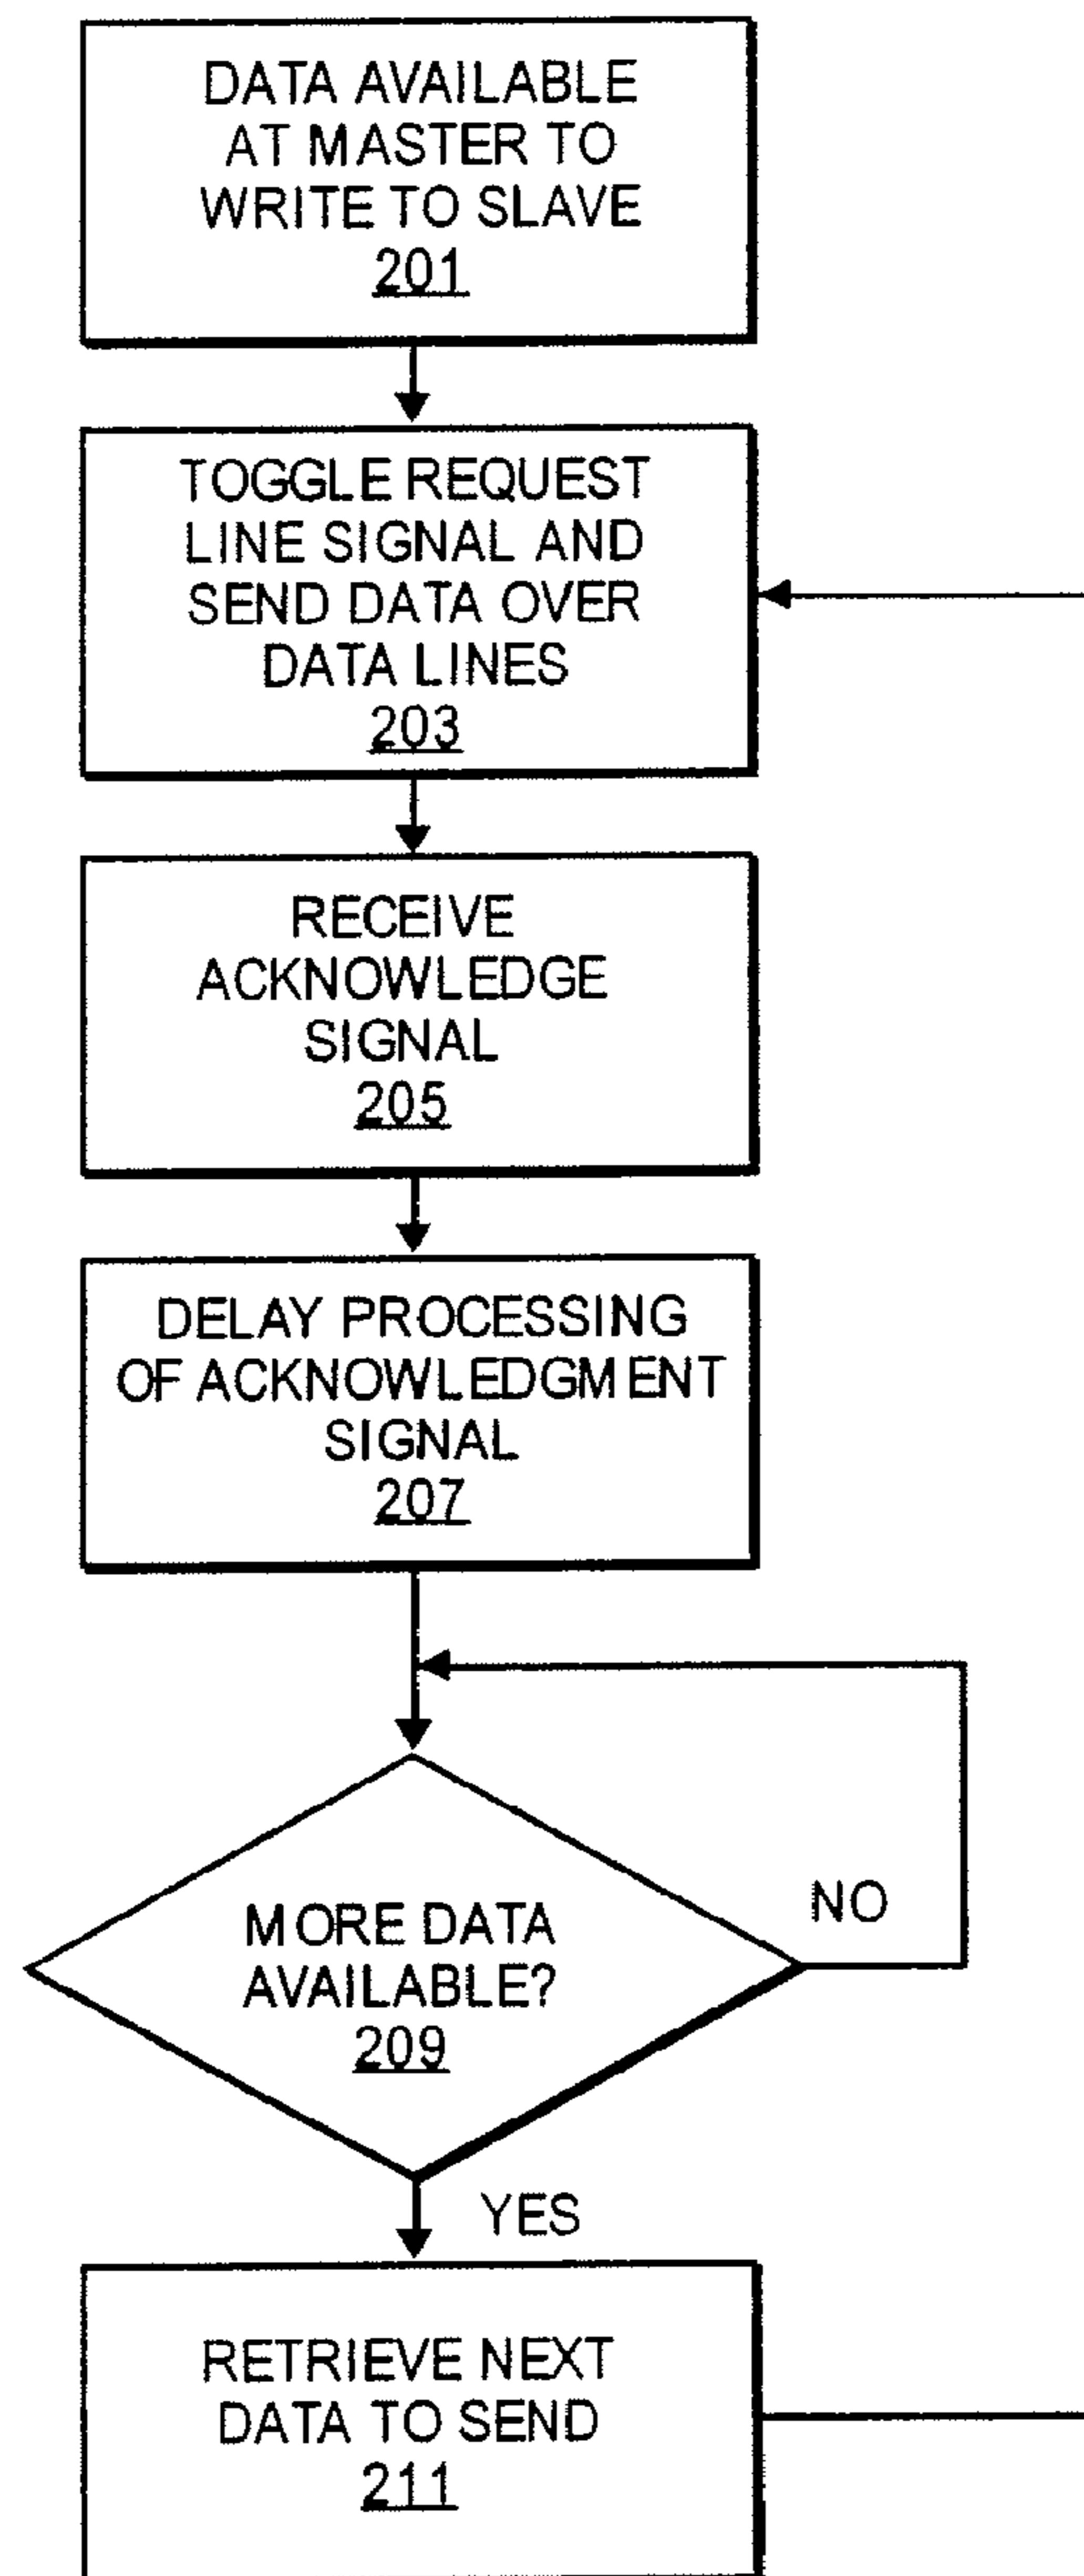 DATA AVAILABLE
AT MASTER TO
WRITE TO SLAVE
201
TOGGLE REQUEST
LINE SIGNAL AND
SEND DATA OVER
DATA LINES
203
RECEIVE
ACKNOWLEDGE
SIGNAL
205
DELAY PROCESSING
OF ACKNOWLEDGMENT
SIGNAL
207
MORE DATA
AVAILABLE?
209
NO
YES
RETRIEVE NEXT
DATA TO SEND
211